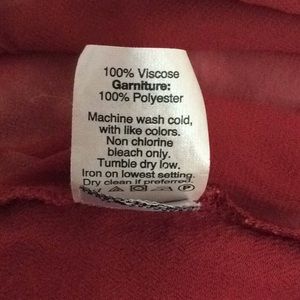 100% Viscose
Garniture:
100% Polyester
Machine wash cold,
with like colors.
Non chlorine
bleach only.
Tumble dry low.
Iron on lowest setting.
Dry clean if preferred.